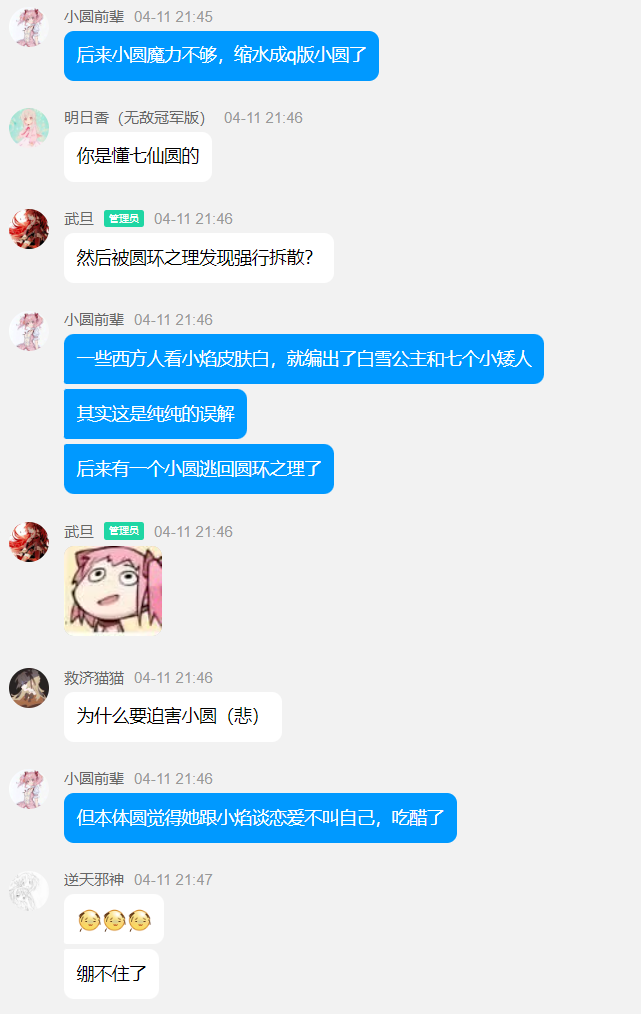 小圆前辈 04-11 21:45
后来小圆魔力不够，缩水成q版小圆了
明日香（无敌冠军版） 04-11 21:46
你是懂七仙圆的
武旦 管理员 04-11 21:46
然后被圆环之理发现强行拆散？
小圆前辈 04-11 21:46
一些西方人看小焰皮肤白，就编出了白雪公主和七个小矮人
其实这是纯纯的误解
后来有一个小圆逃回圆环之理了
武旦 管理员 04-11 21:46
救济猫猫 04-11 21:46
为什么要迫害小圆（悲）
小圆前辈 04-11 21:46
但本体圆觉得她跟小焰谈恋爱不叫自己，吃醋了
逆天邪神 04-11 21:47
绷不住了